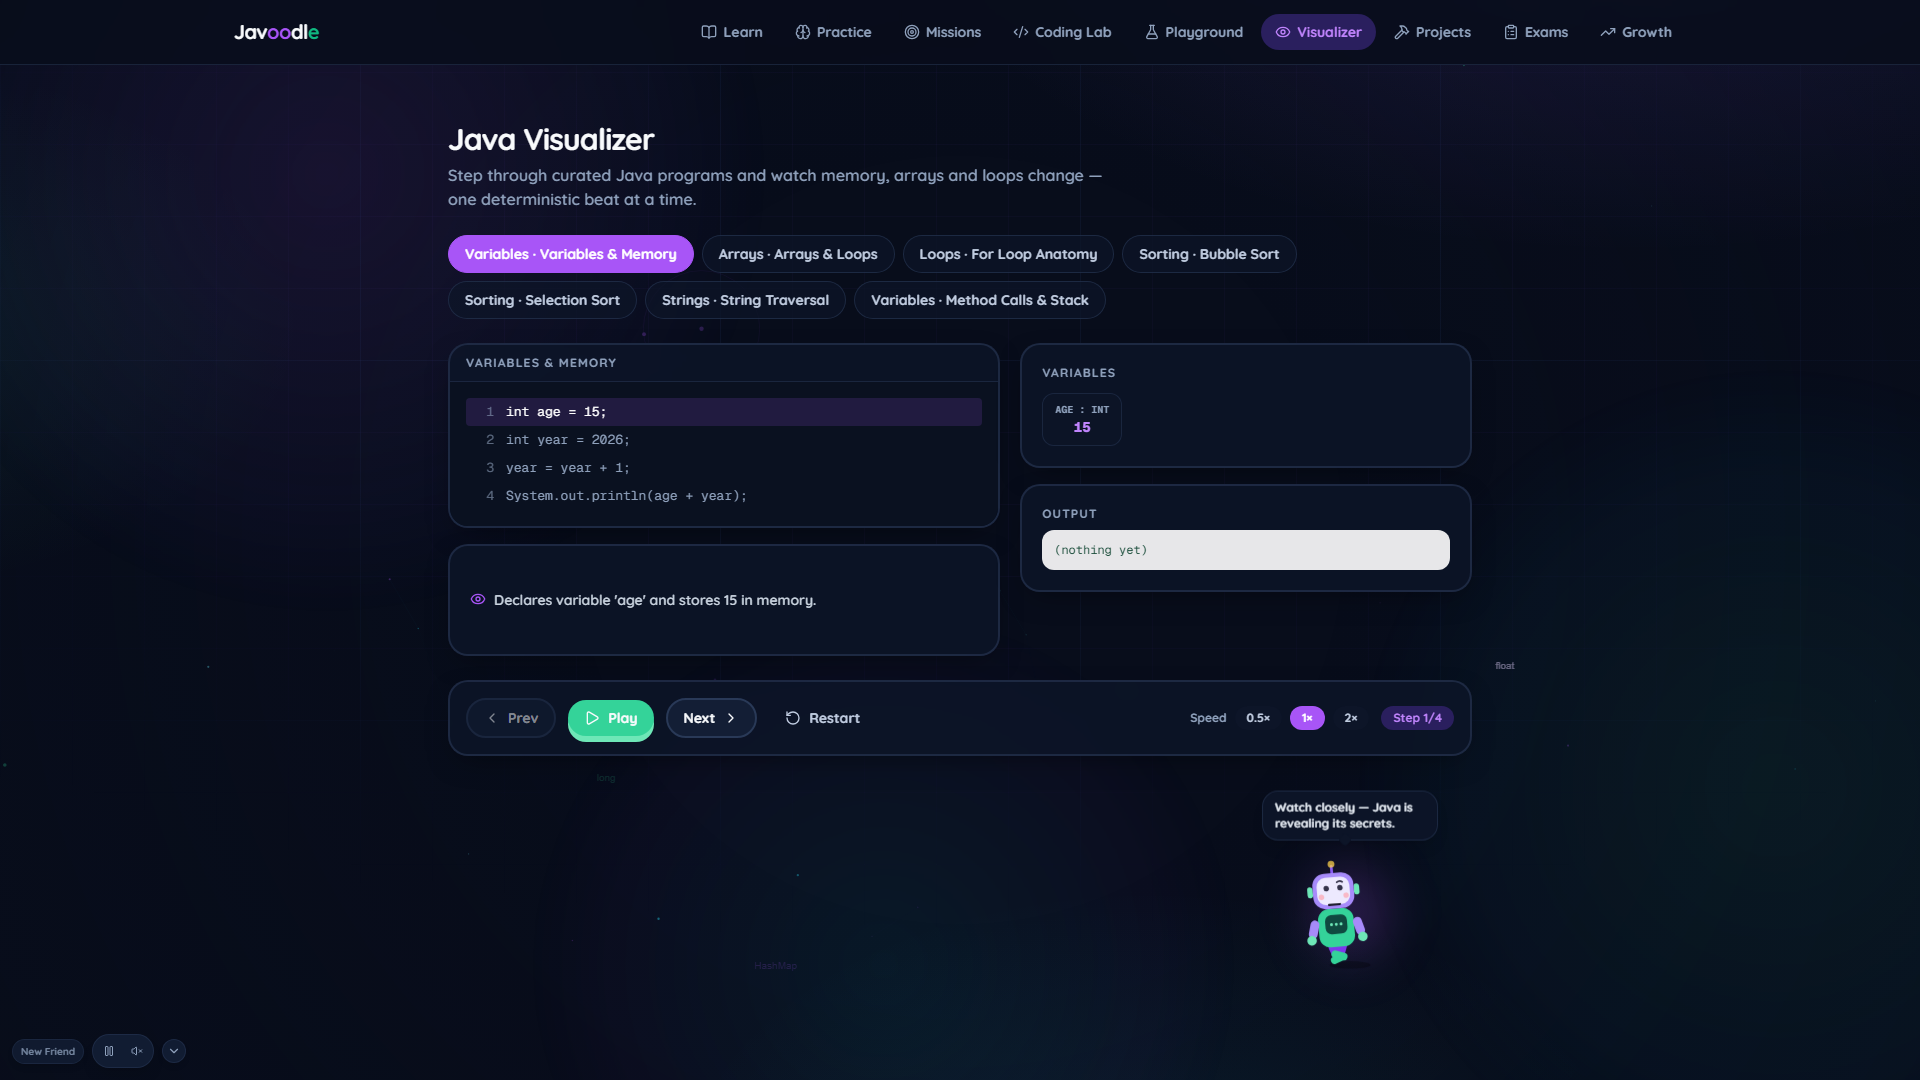 Javoodle
Learn
Practice
Missions
Coding Lab
Playground
Visualizer
Projects
Exams
Growth
Java Visualizer
Step through curated Java programs and watch memory, arrays and loops change —
one deterministic beat at a time.
Variables · Variables & Memory
Arrays · Arrays & Loops
Loops · For Loop Anatomy
Sorting · Bubble Sort
Sorting · Selection Sort
Strings · String Traversal
Variables · Method Calls & Stack
VARIABLES & MEMORY
1 int age = 15;
2 int year = 2026;
3 year = year + 1;
4 System.out.println(age + year);
Declares variable 'age' and stores 15 in memory.
VARIABLES
AGE : INT
15
OUTPUT
(nothing yet)
float
Prev
Play
Next
Restart
Speed
0.5×
1×
2×
Step 1/4
long
Watch closely — Java is
revealing its secrets.
HashMap
New Friend